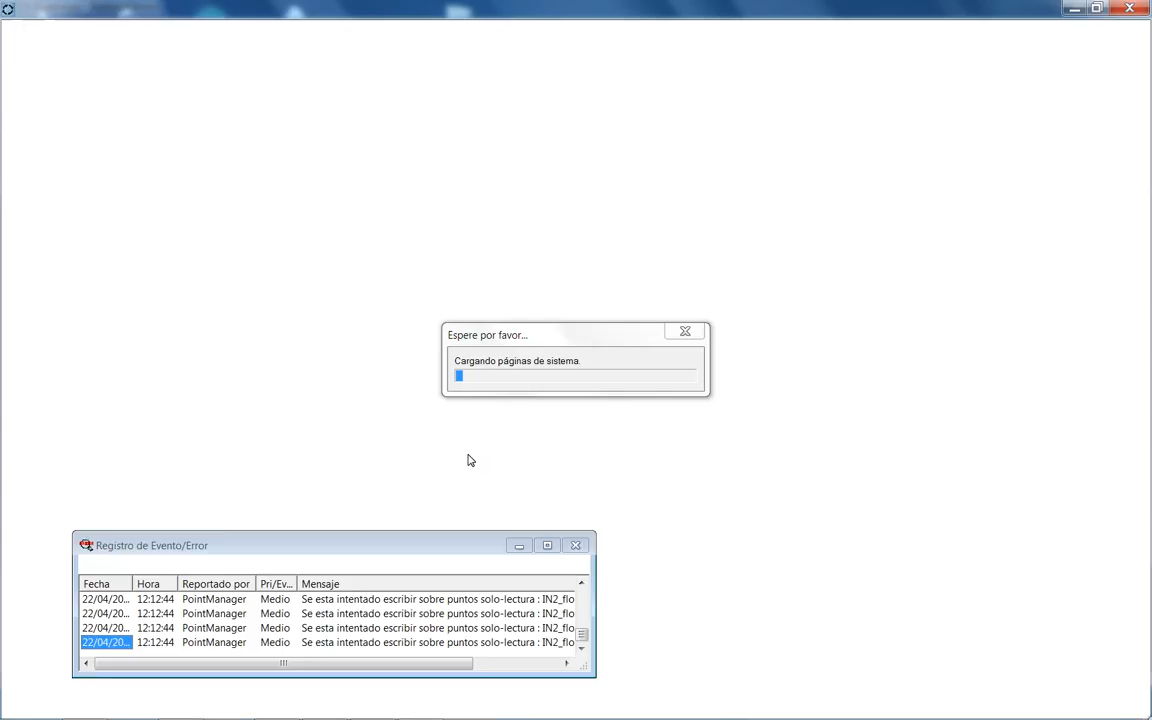 Espere por favor...
Cargando páginas de sistema.
Registro de Evento/Error
Fecha Hora Reportado por Pri/Ev... Mensaje
22/04/20... 12:12:44 PointManager Medio Se esta intentado escribir sobre puntos solo-lectura : IN2_flo
22/04/20... 12:12:44 PointManager Medio Se esta intentado escribir sobre puntos solo-lectura : IN2_flo
22/04/20... 12:12:44 PointManager Medio Se esta intentado escribir sobre puntos solo-lectura : IN2_flo
22/04/20... 12:12:44 PointManager Medio Se esta intentado escribir sobre puntos solo-lectura : IN2_flo